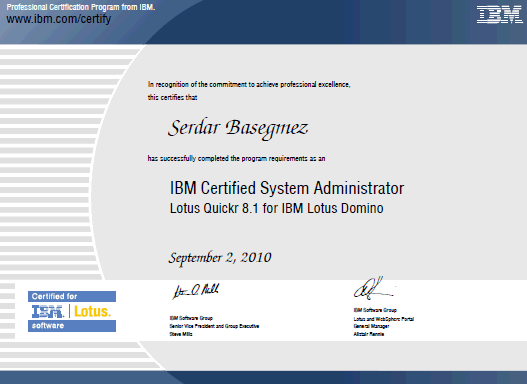 Professional Certification Program from IBM.
www.ibm.com/certify
IBM
In recognition of the commitment to achieve professional excellence,
this certifies that
Serdar Basegmez
has successfully completed the program requirements as an
IBM Certified System Administrator
Lotus Quickr 8.1 for IBM Lotus Domino
September 2, 2010
Certified for
IBM Lotus.
software
IBM Software Group
Senior Vice President and Group Executive
Steve Mills
IBM Software Group
Lotus and WebSphere Portal
General Manager
Alistair Rennie